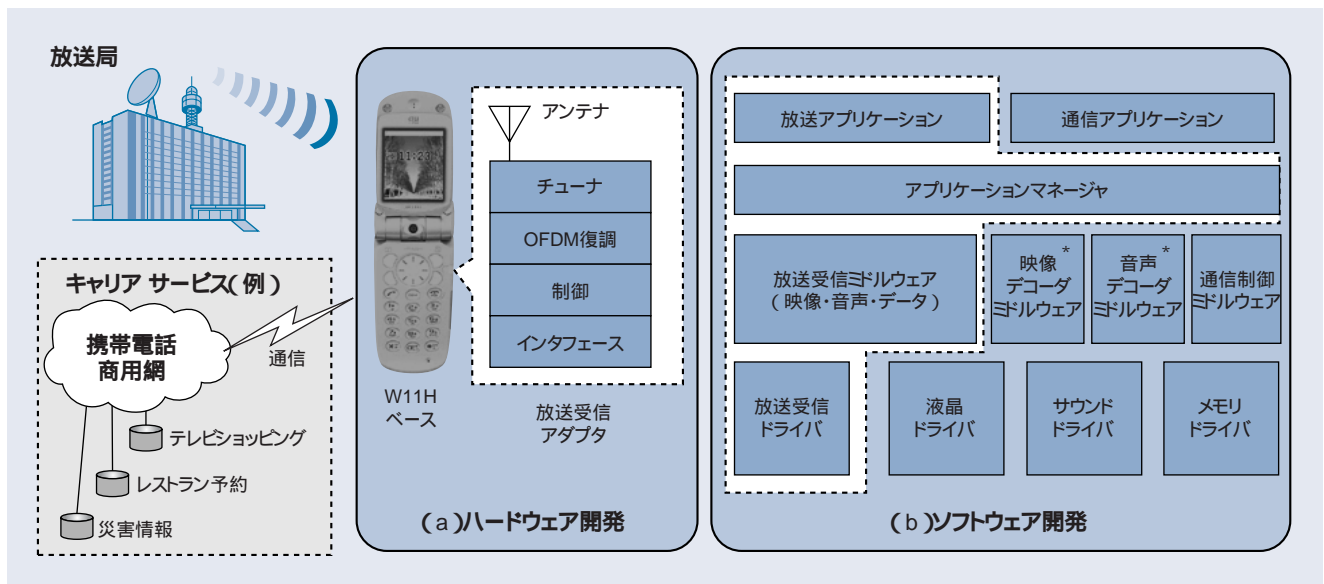 放送局
キャリア サービス(例)
携帯電話
商用網
通信
テレビショッピング
レストラン予約
災害情報
11:23
W11H
ベース
アンテナ
チューナ
OFDM復調
制御
インタフェース
放送受信
アダプタ
(a)ハードウェア開発
放送アプリケーション
通信アプリケーション
アプリケーションマネージャ
放送受信ミドルウェア
(映像・音声・データ)
映像*
デコーダ
ミドルウェア
音声*
デコーダ
ミドルウェア
通信制御
ミドルウェア
放送受信
ドライバ
液晶
ドライバ
サウンド
ドライバ
メモリ
ドライバ
(b)ソフトウェア開発